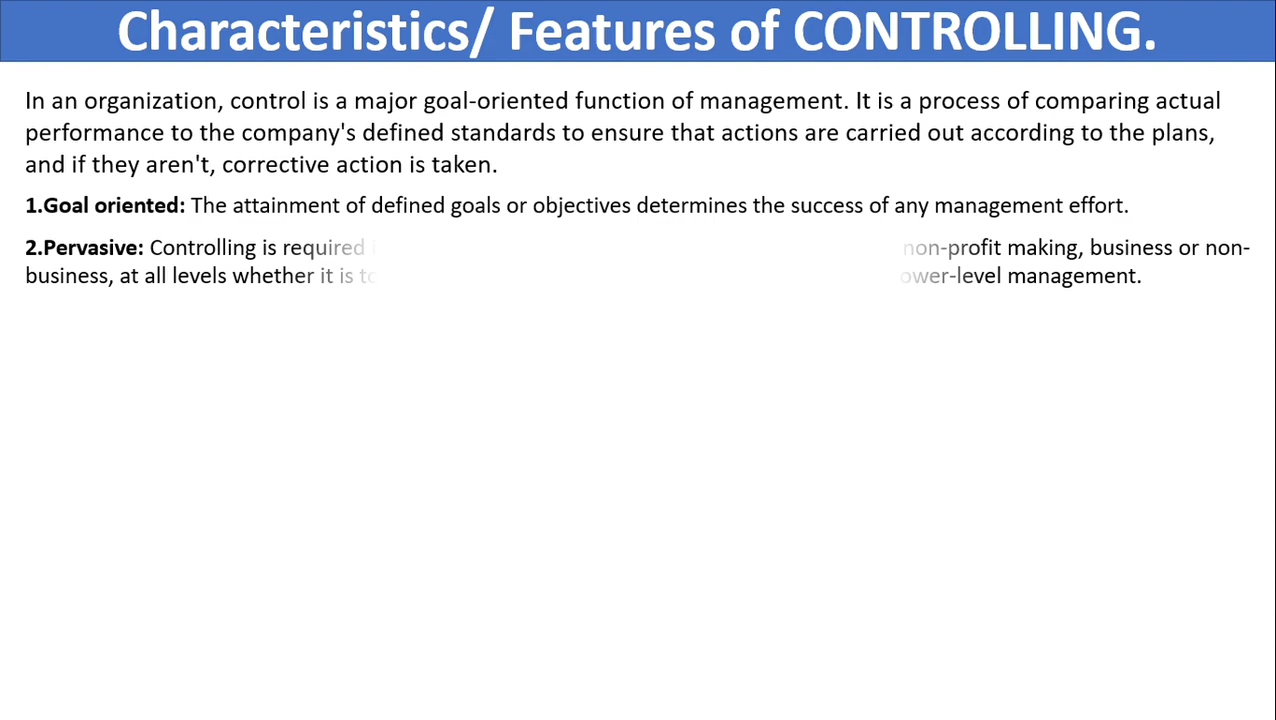 Characteristics/ Features of CONTROLLING.
In an organization, control is a major goal-oriented function of management. It is a process of comparing actual
performance to the company's defined standards to ensure that actions are carried out according to the plans,
and if they aren't, corrective action is taken.
1.Goal oriented: The attainment of defined goals or objectives determines the success of any management effort.
2.Pervasive: Controlling is required non-profit making, business or non-
business, at all levels whether it is management.